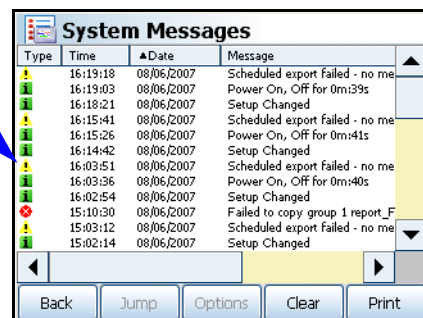 System Messages
Type Time ▲Date Message
16:19:18 08/06/2007 Scheduled export failed - no me
16:19:03 08/06/2007 Power On, Off for 0m:39s
16:18:21 08/06/2007 Setup Changed
16:15:41 08/06/2007 Scheduled export failed - no me
16:15:26 08/06/2007 Power On, Off for 0m:41s
16:14:42 08/06/2007 Setup Changed
16:03:51 08/06/2007 Scheduled export failed - no me
16:03:36 08/06/2007 Power On, Off for 0m:40s
16:02:54 08/06/2007 Setup Changed
15:10:30 08/06/2007 Failed to copy group 1 report_F
15:03:12 08/06/2007 Scheduled export failed - no me
15:02:14 08/06/2007 Setup Changed
Back Jump Options Clear Print